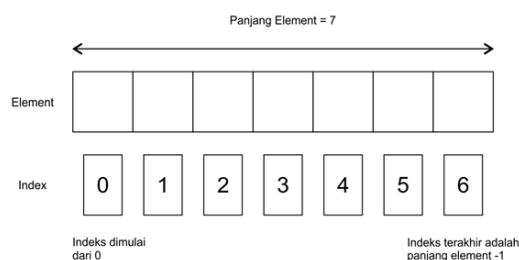 Panjang Element = 7
Element
Index
0 1 2 3 4 5 6
Indeks dimulai
dari 0
Indeks terakhir adalah
panjang element -1